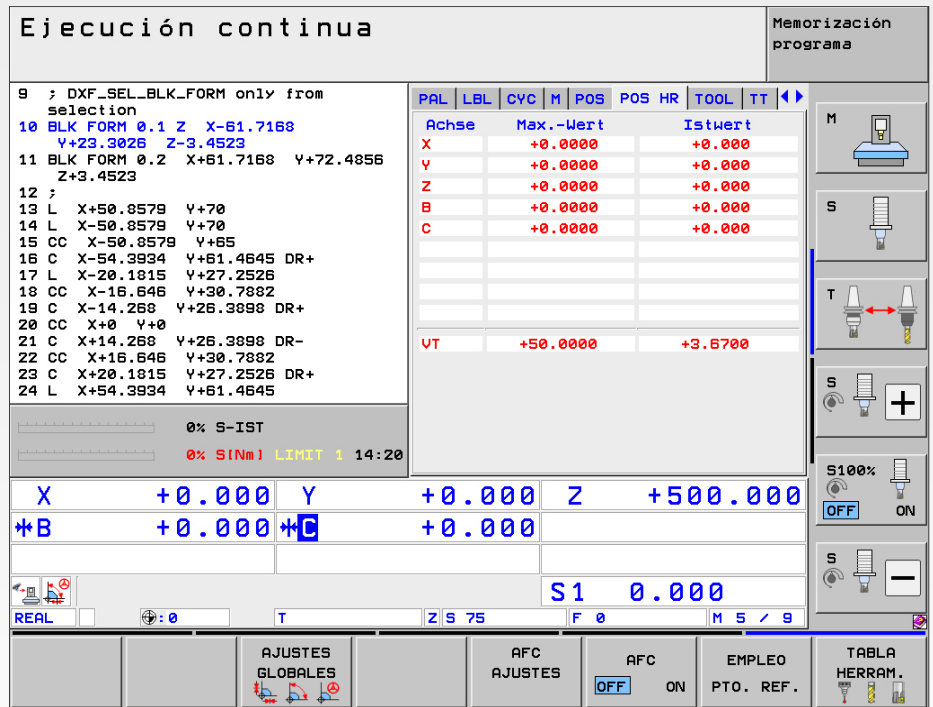 Ejecución continua
Memorización
programa
9 ; DXF_SEL_BLK_FORM only from
selection
10 BLK FORM 0.1 Z X-61.7168
Y+23.3026 Z-3.4523
11 BLK FORM 0.2 X+61.7168 Y+72.4856
Z+3.4523
12 ;
13 L X+50.8579 Y+70
14 L X-50.8579 Y+70
15 CC X-50.8579 Y+65
16 C X-54.3934 Y+61.4645 DR+
17 L X-20.1815 Y+27.2526
18 CC X-16.646 Y+30.7882
19 C X-14.268 Y+26.3898 DR+
20 CC X+0 Y+0
21 C X+14.268 Y+26.3898 DR-
22 CC X+16.646 Y+30.7882
23 C X+20.1815 Y+27.2526 DR+
24 L X+54.3934 Y+61.4645
0% S-IST
0% S[Nm] LIMIT 1 14:20
PAL LBL CYC M POS POS HR TOOL TT
Achse Max.-Wert Istwert
X +0.0000 +0.000
Y +0.0000 +0.000
Z +0.0000 +0.000
B +0.0000 +0.000
C +0.0000 +0.000
VT +50.0000 +3.6700
M
S
T
S
+
S100%
OFF ON
S
−
X +0.000 Y +0.000 Z +500.000
B +0.000 C +0.000
S1 0.000
REAL :0 T Z S 75 F 0 M 5 / 9
AJUSTES
GLOBALES
AFC
AJUSTES
AFC
OFF ON
EMPLEO
PTO. REF.
TABLA
HERRAM.